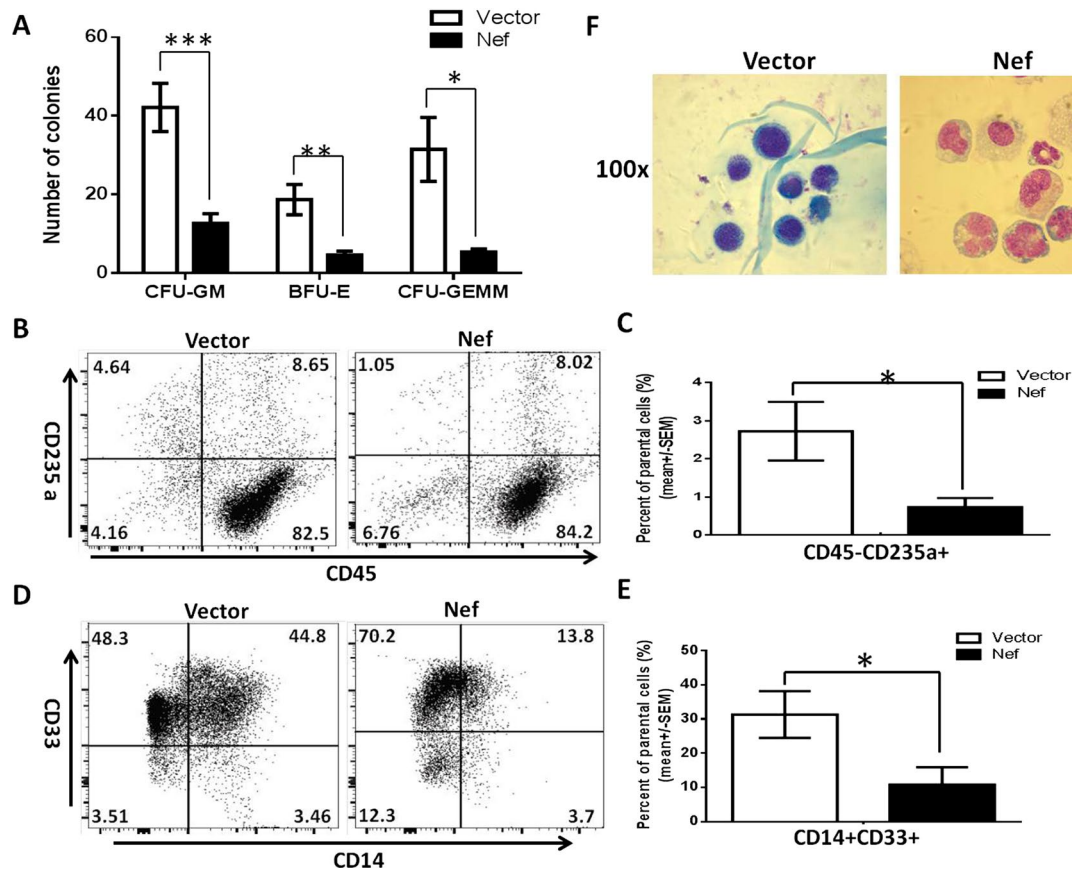 A
Vector
Nef
Number of colonies
60
40
20
0
***
**
*
CFU-GM
BFU-E
CFU-GEMM
F
Vector
Nef
100x
B
Vector
Nef
4.64
8.65
4.16
82.5
1.05
8.02
6.76
84.2
CD235 a
CD45
C
Vector
Nef
Percent of parental cells (%)
(mean+/-SEM)
4
3
2
1
0
*
CD45-CD235a+
D
Vector
Nef
48.3
44.8
3.51
3.46
70.2
13.8
12.3
3.7
CD33
CD14
E
Vector
Nef
Percent of parental cells (%)
(mean+/-SEM)
50
40
30
20
10
0
*
CD14+CD33+